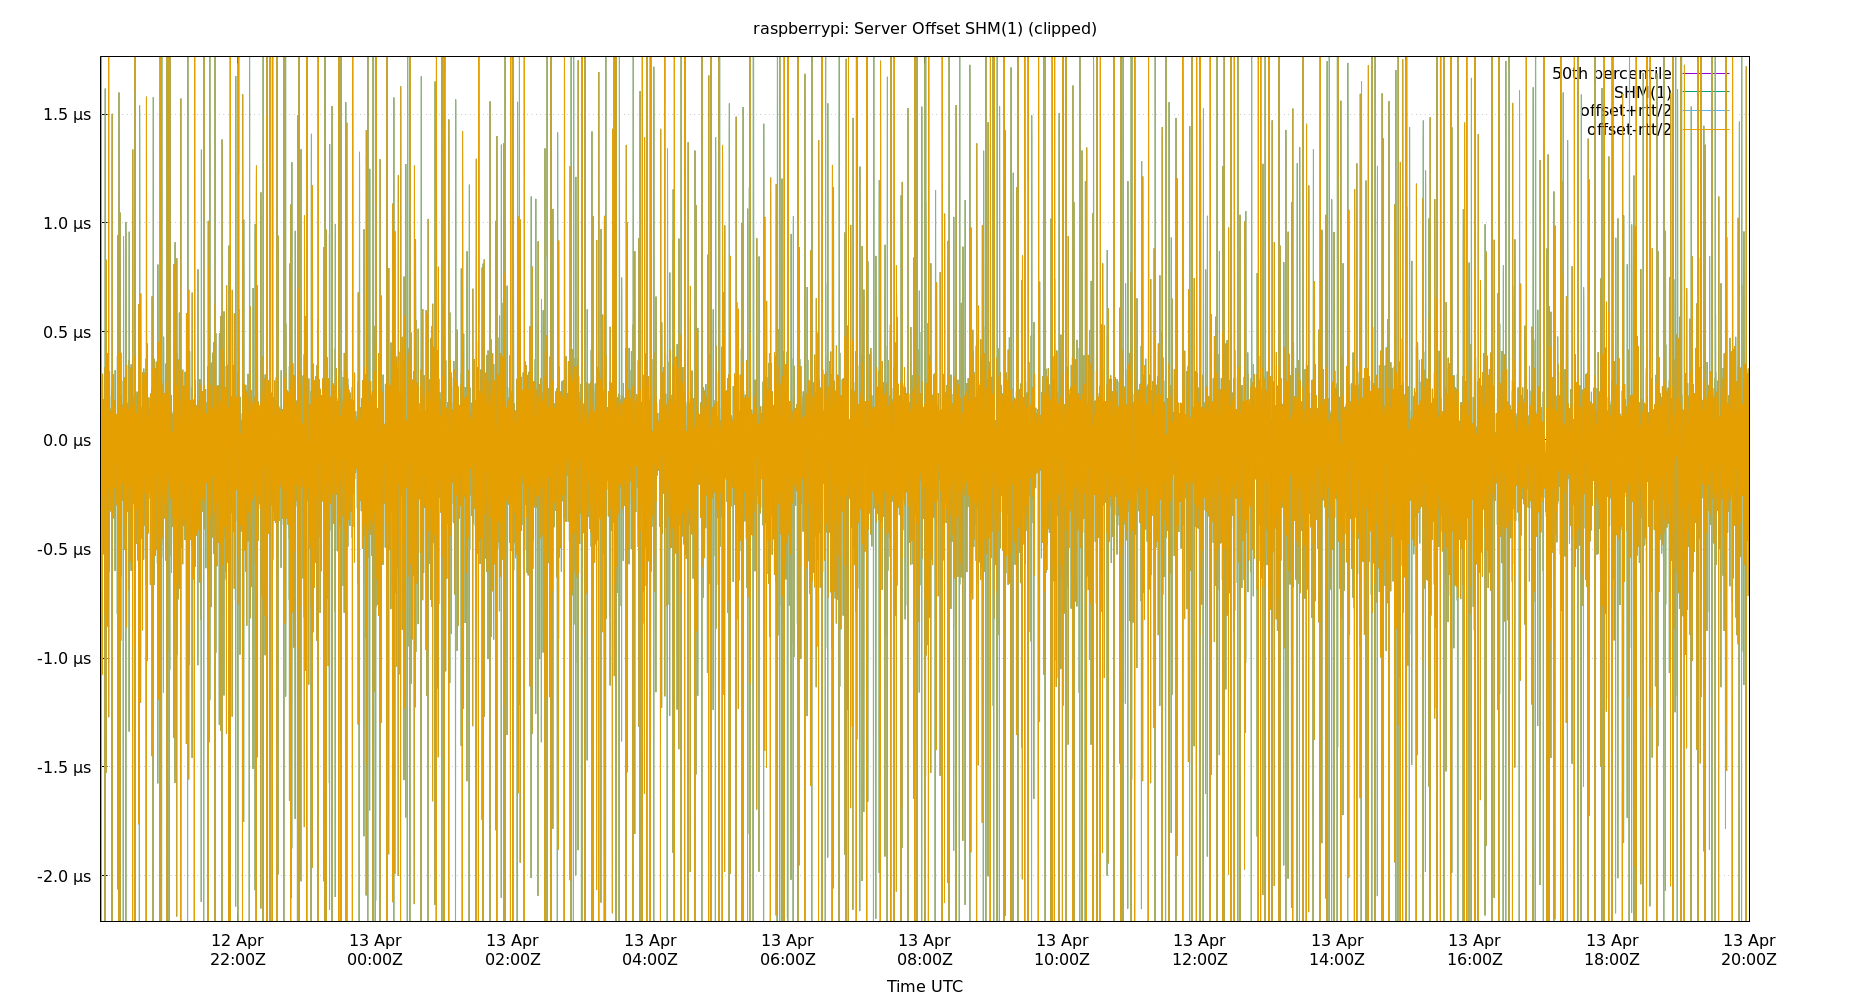 raspberrypi: Server Offset SHM(1) (clipped)
50th percentile
SHM(1)
offset+rtt/2
offset-rtt/2
1.5 µs
1.0 µs
0.5 µs
0.0 µs
-0.5 µs
-1.0 µs
-1.5 µs
-2.0 µs
12 Apr 13 Apr 13 Apr 13 Apr 13 Apr 13 Apr 13 Apr 13 Apr 13 Apr 13 Apr 13 Apr 13 Apr
22:00Z 00:00Z 02:00Z 04:00Z 06:00Z 08:00Z 10:00Z 12:00Z 14:00Z 16:00Z 18:00Z 20:00Z
Time UTC